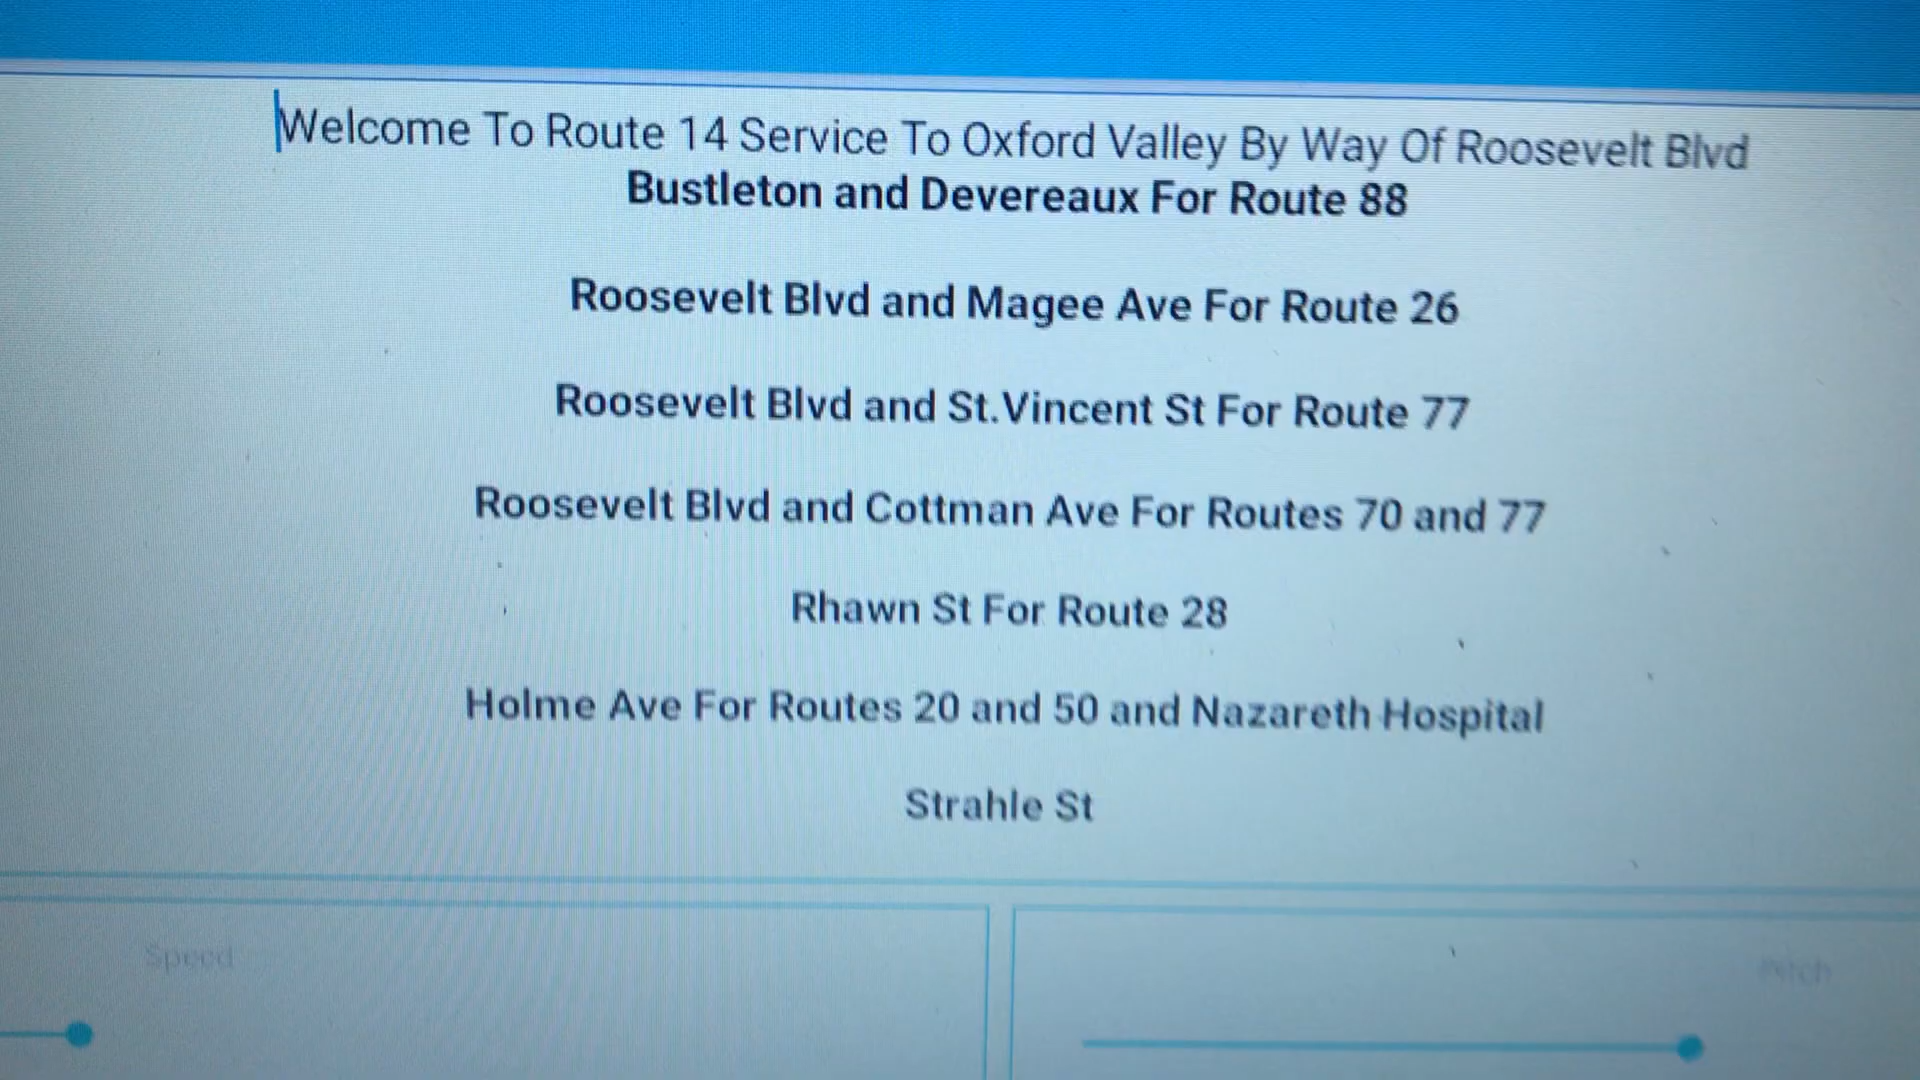 Welcome To Route 14 Service To Oxford Valley By Way Of Roosevelt Blvd
Bustleton and Devereaux For Route 88
Roosevelt Blvd and Magee Ave For Route 26
Roosevelt Blvd and St.Vincent St For Route 77
Roosevelt Blvd and Cottman Ave For Routes 70 and 77
Rhawn St For Route 28
Holme Ave For Routes 20 and 50 and Nazareth Hospital
Strahle St
Speed
Pitch